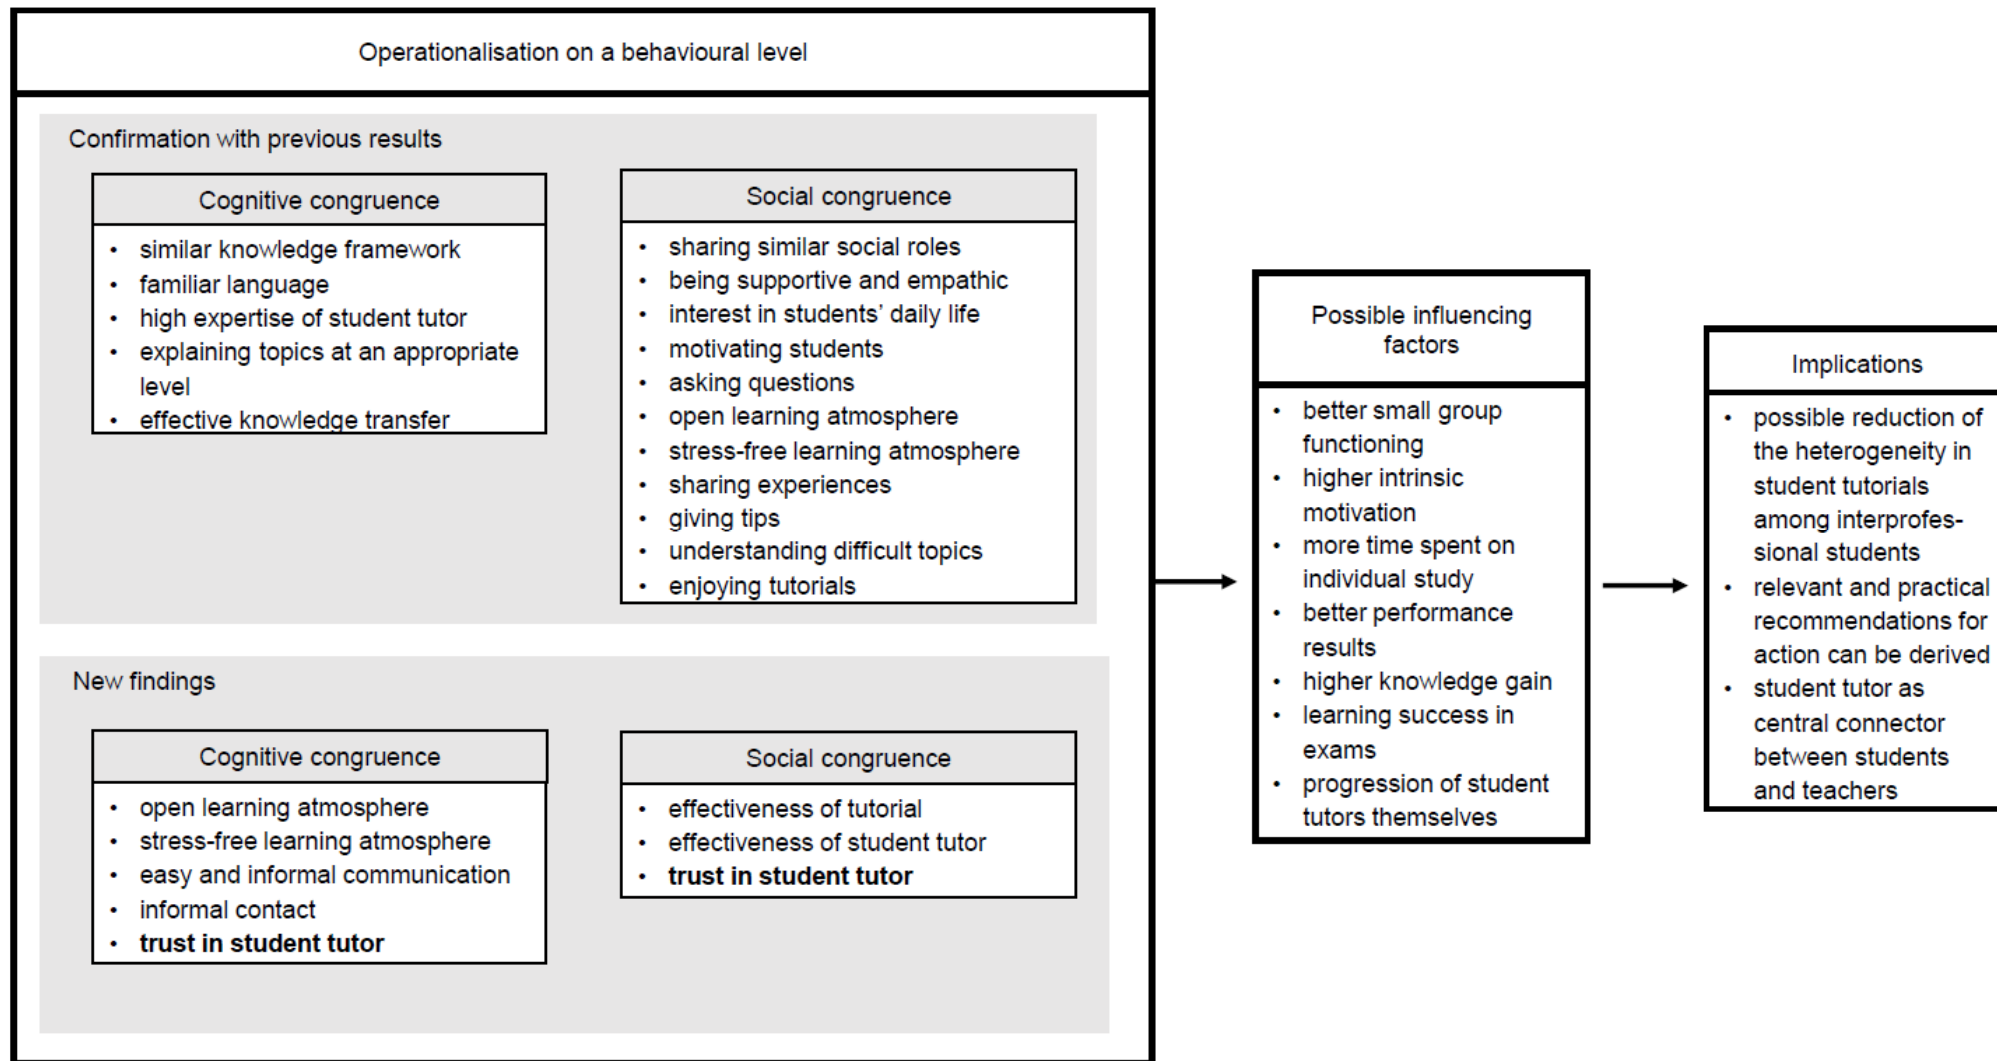 Operationalisation on a behavioural level
Confirmation with previous results
Cognitive congruence
• similar knowledge framework
• familiar language
• high expertise of student tutor
• explaining topics at an appropriate
level
• effective knowledge transfer
Social congruence
• sharing similar social roles
• being supportive and empathic
• interest in students’ daily life
• motivating students
• asking questions
• open learning atmosphere
• stress-free learning atmosphere
• sharing experiences
• giving tips
• understanding difficult topics
• enjoying tutorials
New findings
Cognitive congruence
• open learning atmosphere
• stress-free learning atmosphere
• easy and informal communication
• informal contact
• trust in student tutor
Social congruence
• effectiveness of tutorial
• effectiveness of student tutor
• trust in student tutor
Possible influencing
factors
• better small group
functioning
• higher intrinsic
motivation
• more time spent on
individual study
• better performance
results
• higher knowledge gain
• learning success in
exams
• progression of student
tutors themselves
Implications
• possible reduction of
the heterogeneity in
student tutorials
among interprofes-
sional students
• relevant and practical
recommendations for
action can be derived
• student tutor as
central connector
between students
and teachers